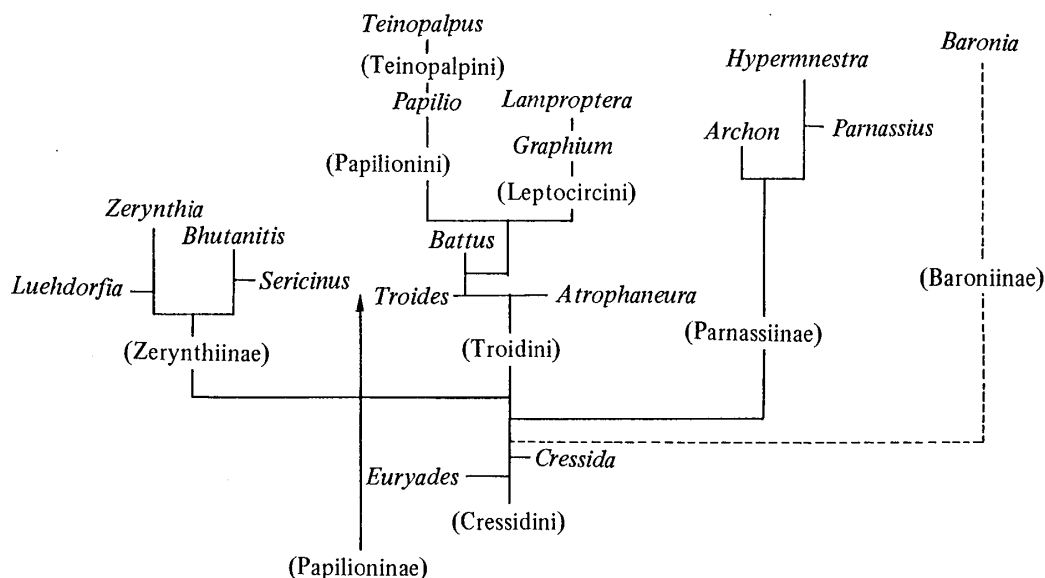 Teinopalpus
(Teinopalpini)
Papilio
(Papilionini)
Lamproptera
Graphium
(Leptocircini)
Hypermnestra
Archon
Parnassius
Baronia
Zerynthia
Bhutanitis
Luehdorfia
Sericinus
Battus
Troides
Atrophaneura
(Zerynthiinae)
(Troidini)
(Parnassiinae)
(Baroniinae)
Cressida
Euryades
(Cressidini)
(Papilioninae)